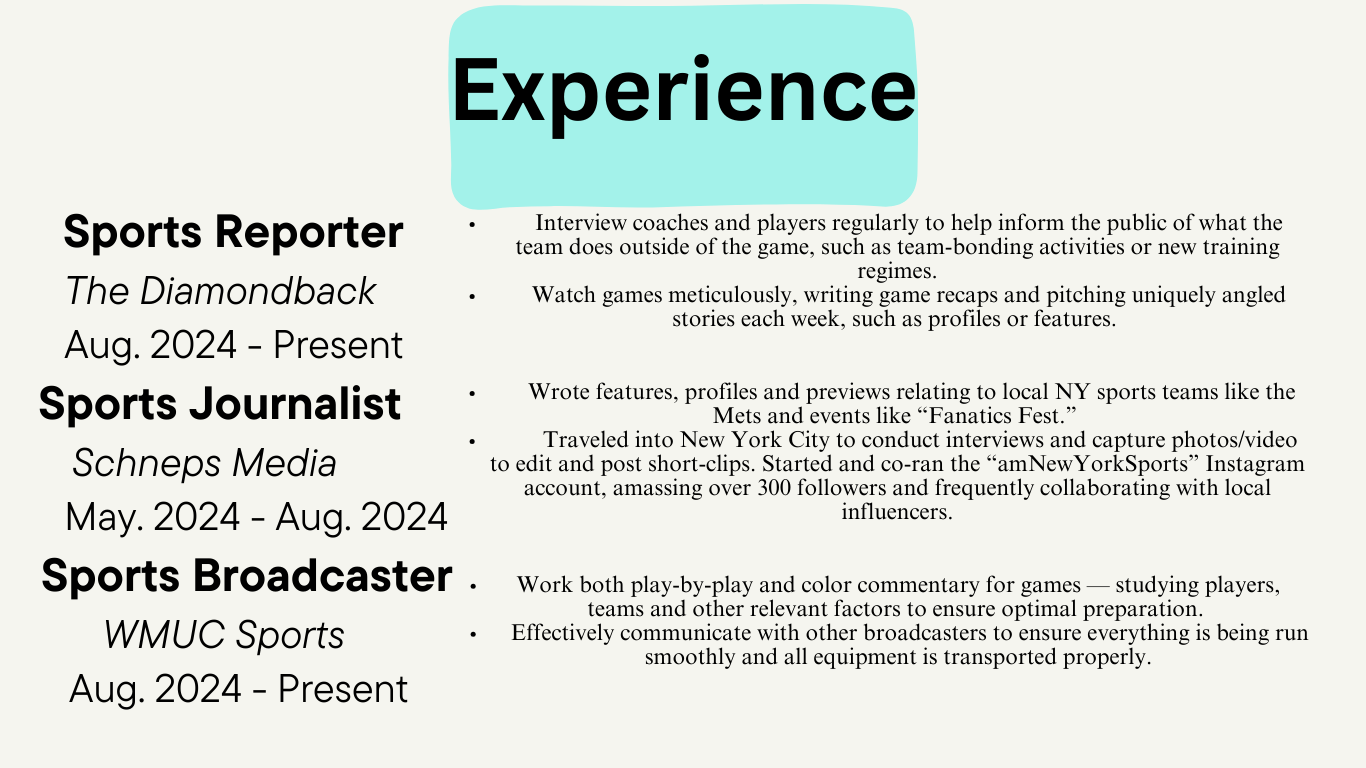 Experience
Sports Reporter
The Diamondback
Aug. 2024 - Present
• Interview coaches and players regularly to help inform the public of what the
team does outside of the game, such as team-bonding activities or new training
regimes.
• Watch games meticulously, writing game recaps and pitching uniquely angled
stories each week, such as profiles or features.
Sports Journalist
Schneps Media
May. 2024 - Aug. 2024
• Wrote features, profiles and previews relating to local NY sports teams like the
Mets and events like “Fanatics Fest.”
• Traveled into New York City to conduct interviews and capture photos/video
to edit and post short-clips. Started and co-ran the “amNewYorkSports” Instagram
account, amassing over 300 followers and frequently collaborating with local
influencers.
Sports Broadcaster
WMUC Sports
Aug. 2024 - Present
• Work both play-by-play and color commentary for games — studying players,
teams and other relevant factors to ensure optimal preparation.
• Effectively communicate with other broadcasters to ensure everything is being run
smoothly and all equipment is transported properly.